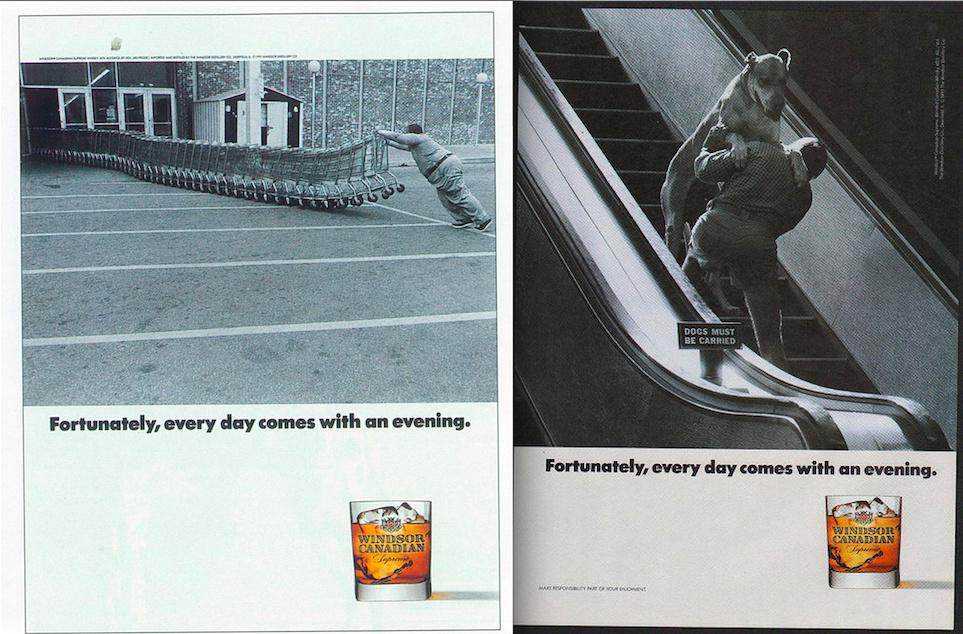 Fortunately, every day comes with an evening.
WINDSOR
CANADIAN
Supreme
DOGS MUST
BE CARRIED
Fortunately, every day comes with an evening.
WINDSOR
CANADIAN
Supreme
MAKE RESPONSIBILITY PART OF YOUR ENJOYMENT.